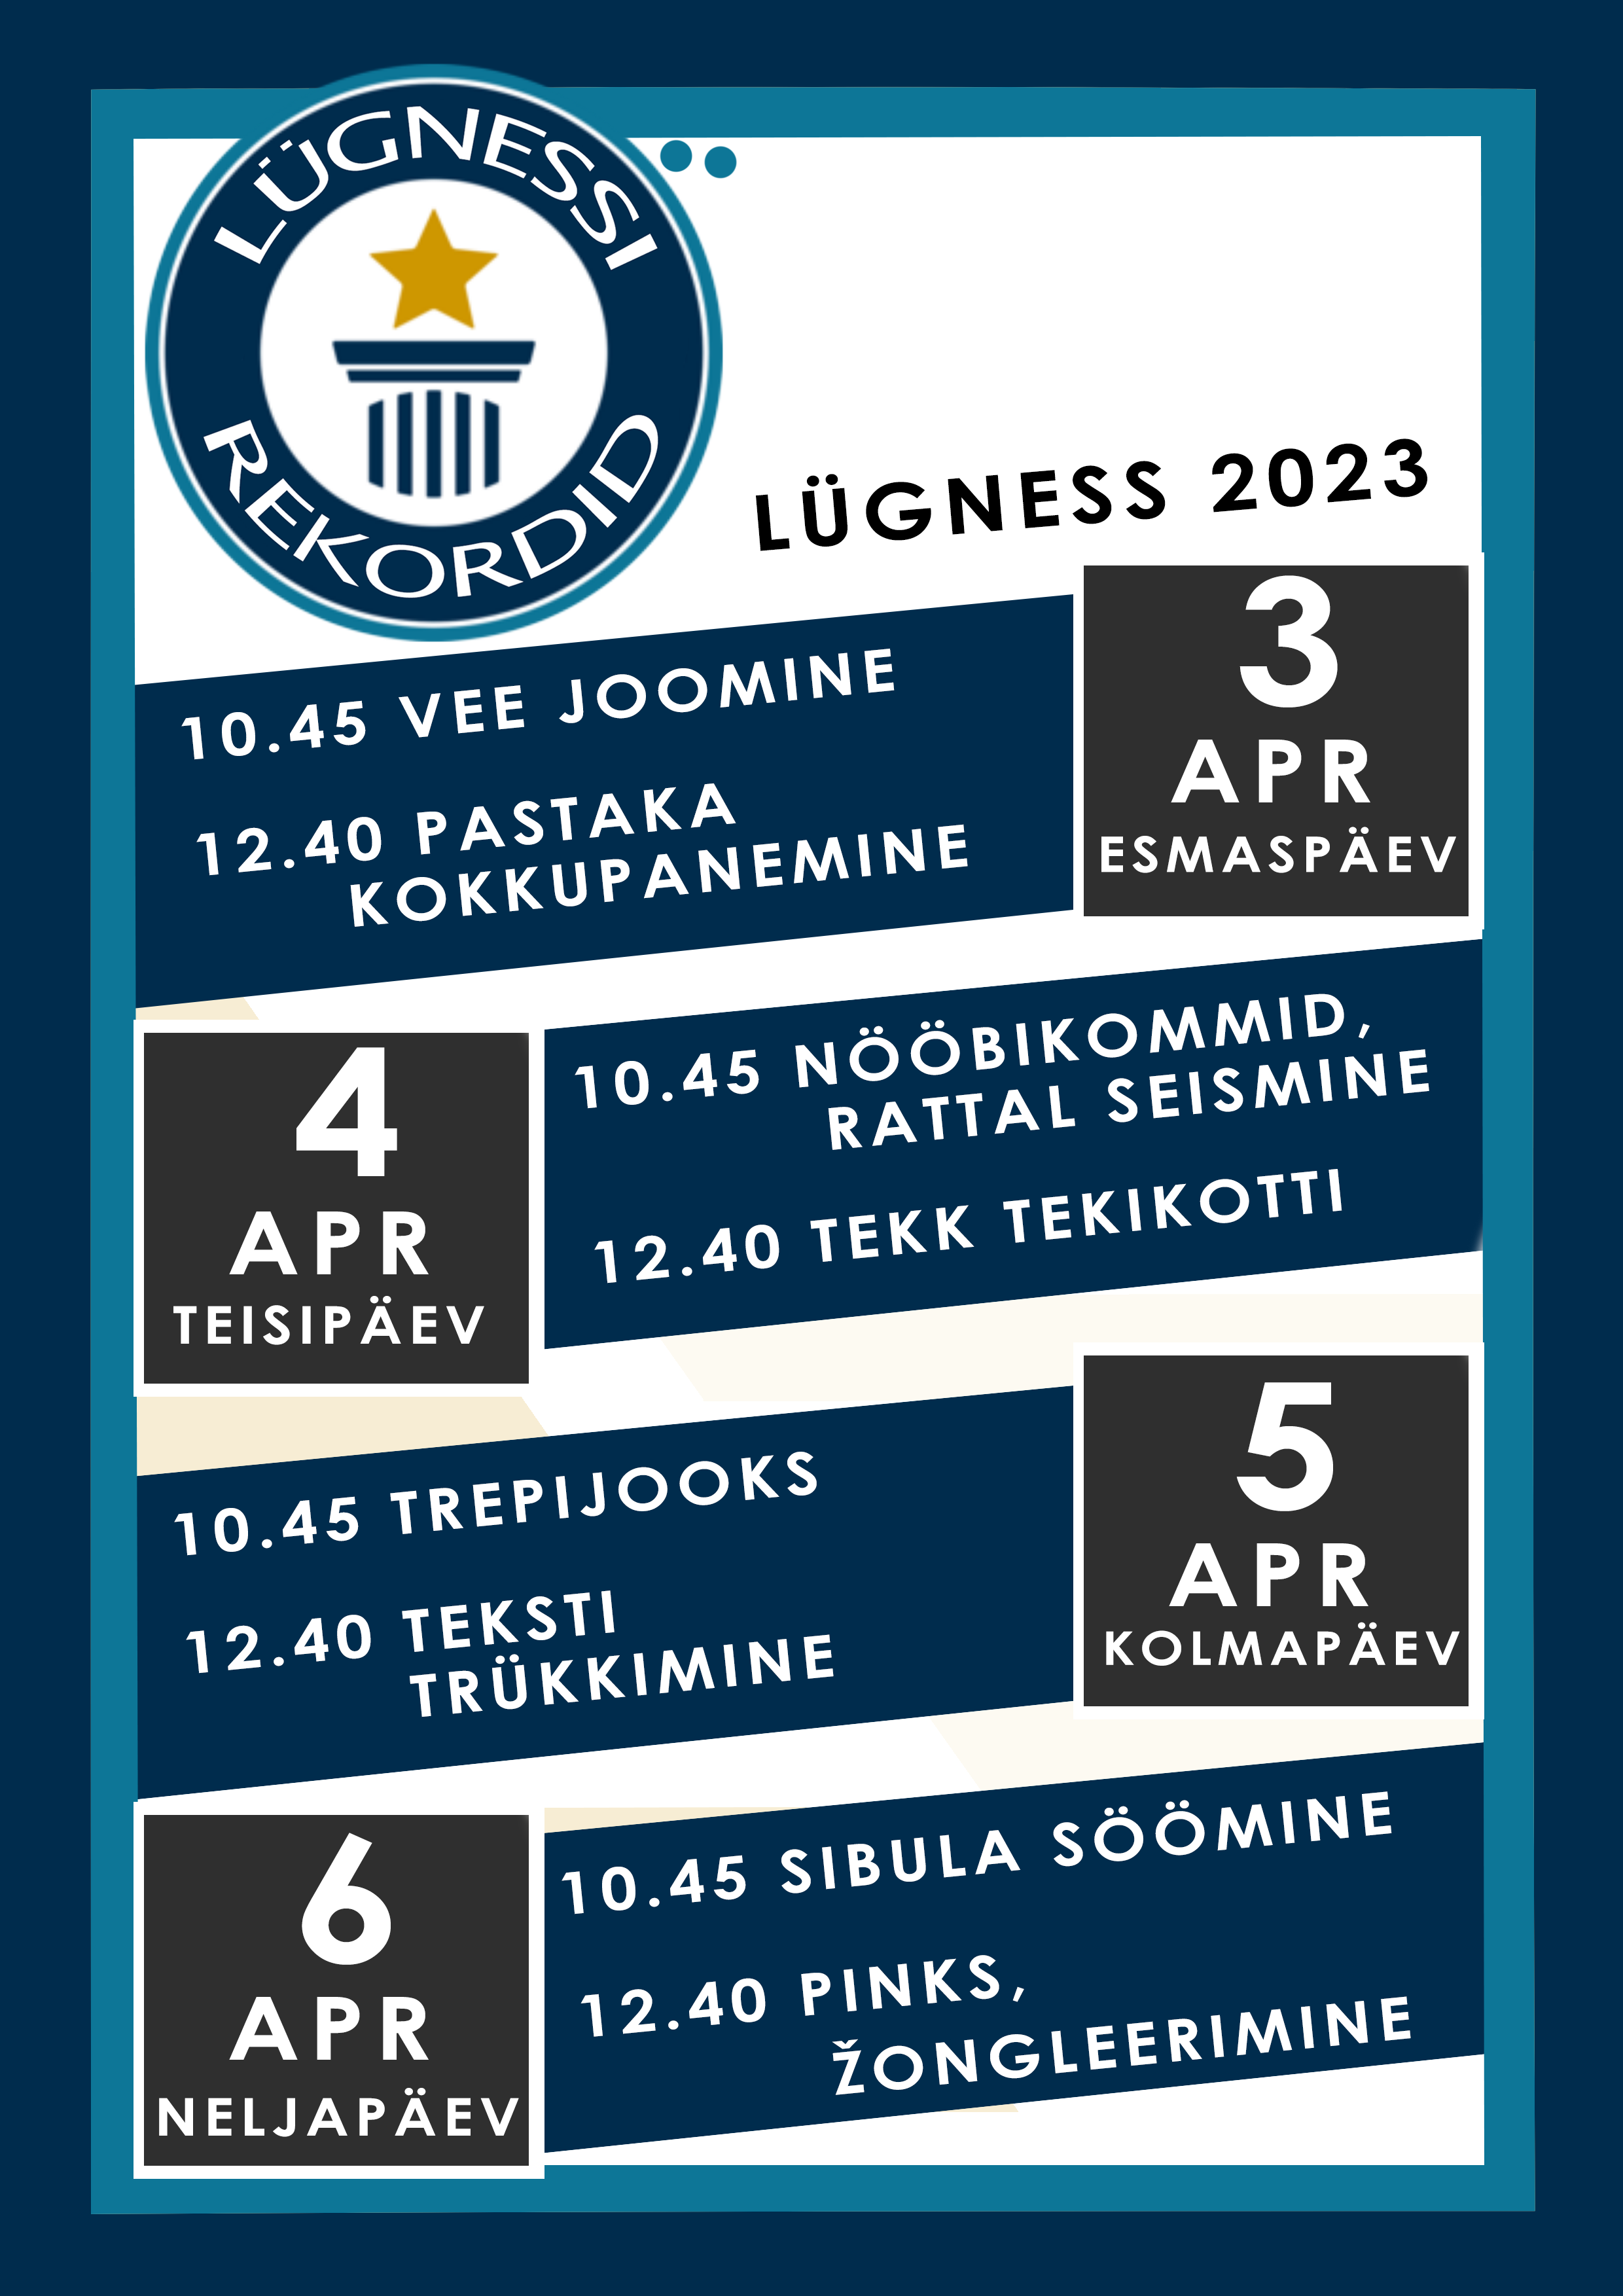 LÜGNESSI
REKORDID
LÜGNESS 2023
3
APR
ESMASPÄEV
10.45 VEE JOOMINE
12.40 PASTAKA
KOKKUPANEMINE
4
APR
TEISIPÄEV
10.45 NÖÖBIKOMMID,
RATTAL SEISMINE
12.40 TEKK TEKIKOTTI
5
APR
KOLMAPÄEV
10.45 TREPIJOOKS
12.40 TEKSTI
TRÜKKIMINE
6
APR
NELJAPÄEV
10.45 SIBULA SÖÖMINE
12.40 PINKS,
ŽONGLEERIMINE